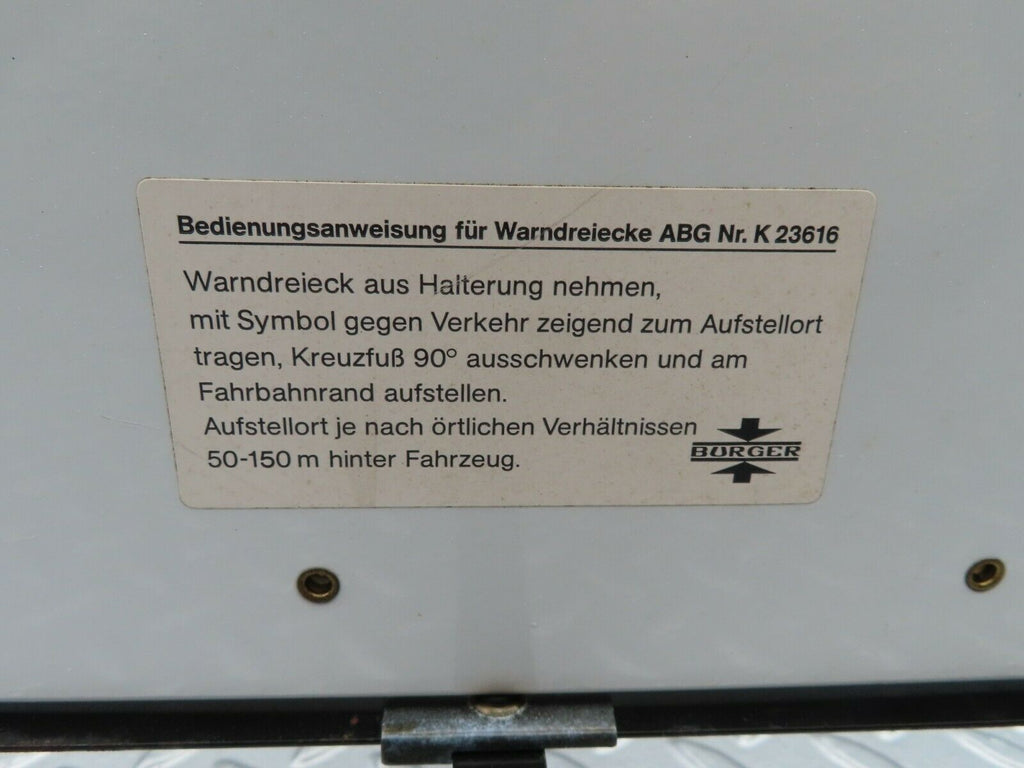 Bedienungsanweisung für Warndreiecke ABG Nr. K 23616
Warndreieck aus Halterung nehmen,
mit Symbol gegen Verkehr zeigend zum Aufstellort
tragen, Kreuzfuß 90° ausschwenken und am
Fahrbahnrand aufstellen.
Aufstellort je nach örtlichen Verhältnissen
50-150 m hinter Fahrzeug.
BURGER